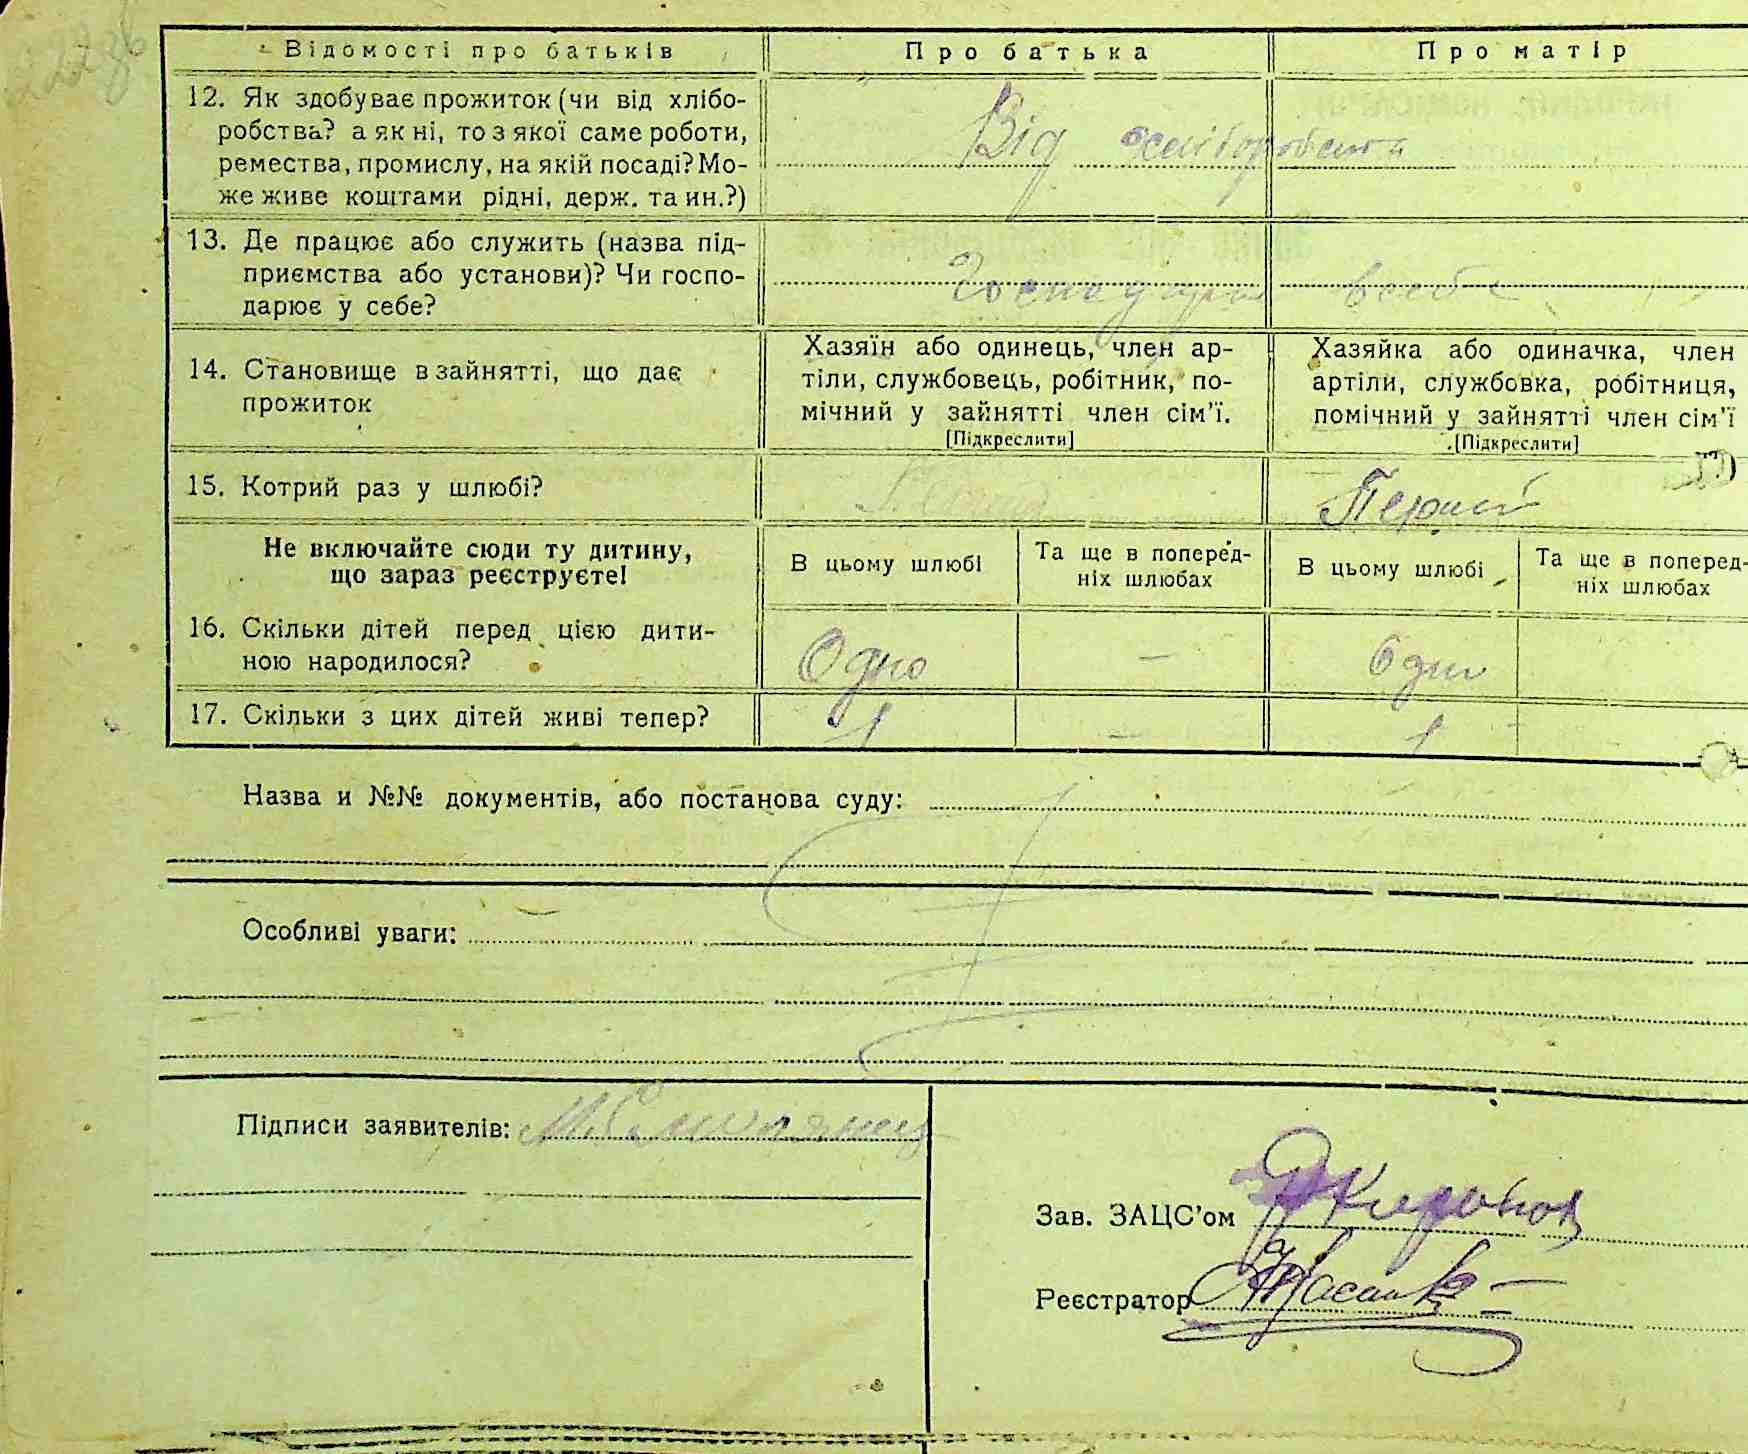 Відомості про батьків Про батька Про матір
12. Як здобуває прожиток (чи від хлібо-
робства? а як ні, то з якої саме роботи,
ремества, промислу, на якій посаді? Мо-
же живе коштами рідні, держ. та ин.?)
Від
13. Де працює або служить (назва під-
приємства або установи)? Чи госпо-
дарює у себе?
в себе
14. Становище в зайнятті, що дає
прожиток
Хазяїн або одинець, член ар-
тіли, службовець, робітник, по-
мічний у зайнятті член сім'ї.
[Підкреслити]
Хазяйка або одиначка, член
артіли, службовка, робітниця,
помічний у зайнятті член сім'ї
[Підкреслити]
15. Котрий раз у шлюбі?
Не включайте сюди ту дитину,
що зараз реєструєте!
В цьому шлюбі
Та ще в поперед-
ніх шлюбах
В цьому шлюбі
Та ще в поперед-
ніх шлюбах
16. Скільки дітей перед цією дити-
ною народилося?
Одно –
17. Скільки з цих дітей живі тепер?
1 – 1 -
Назва и №№ документів, або постанова суду:
Особливі уваги:
Підписи заявителів:
Зав. ЗАЦС'ом
Реєстратор